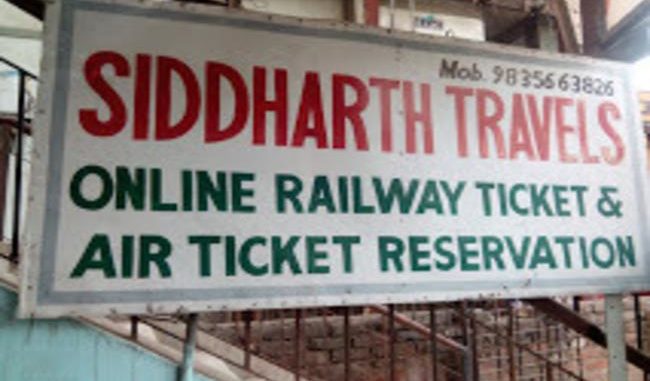 Mob. 9835663826
SIDDHARTH TRAVELS
ONLINE RAILWAY TICKET &
AIR TICKET RESERVATION